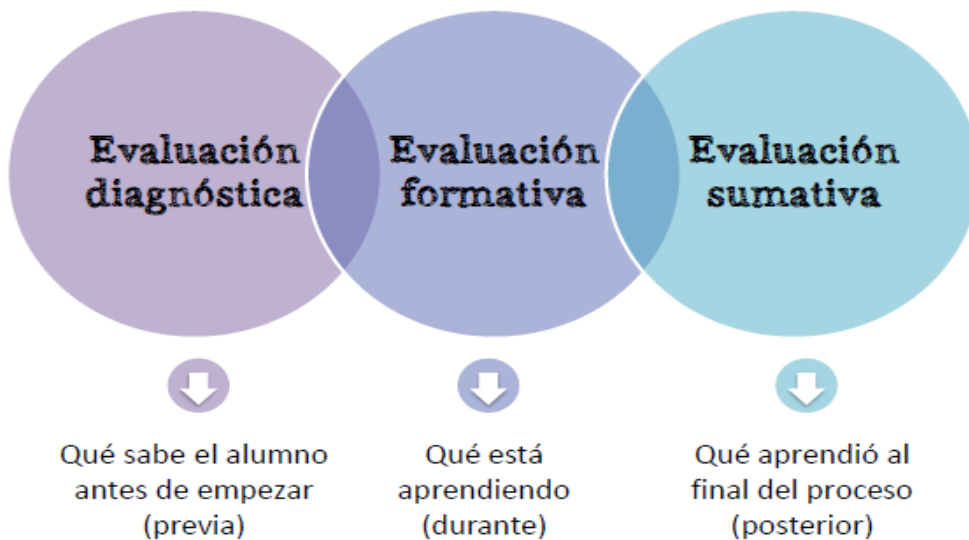 Evaluación
diagnóstica
Evaluación
formativa
Evaluación
sumativa
Qué sabe el alumno
antes de empezar
(previa)
Qué está
aprendiendo
(durante)
Qué aprendió al
final del proceso
(posterior)